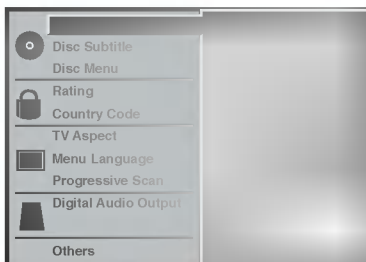 Disc Subtitle
Disc Menu
Rating
Country Code
TV Aspect
Menu Language
Progressive Scan
Digital Audio Output
Others